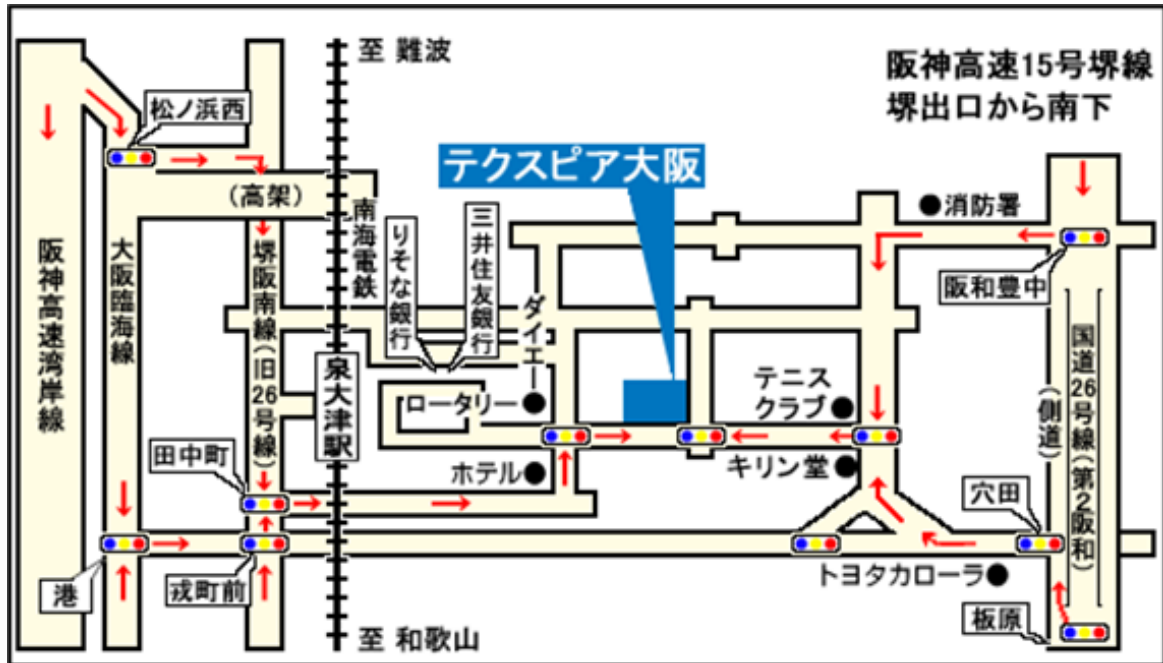 至 難波
阪神高速15号堺線
堺出口から南下
松ノ浜西
テクスピア大阪
(高架)
南海電鉄
りそな銀行
三井住友銀行
消防署
阪和豊中
阪神高速湾岸線
大阪臨海線
堺阪南線(旧26号線)
ダイエー
国道26号線(第2阪和)
(側道)
泉大津駅
ロータリー
テニス
クラブ
田中町
ホテル
キリン堂
穴田
港
戎町前
トヨタカローラ
板原
至 和歌山